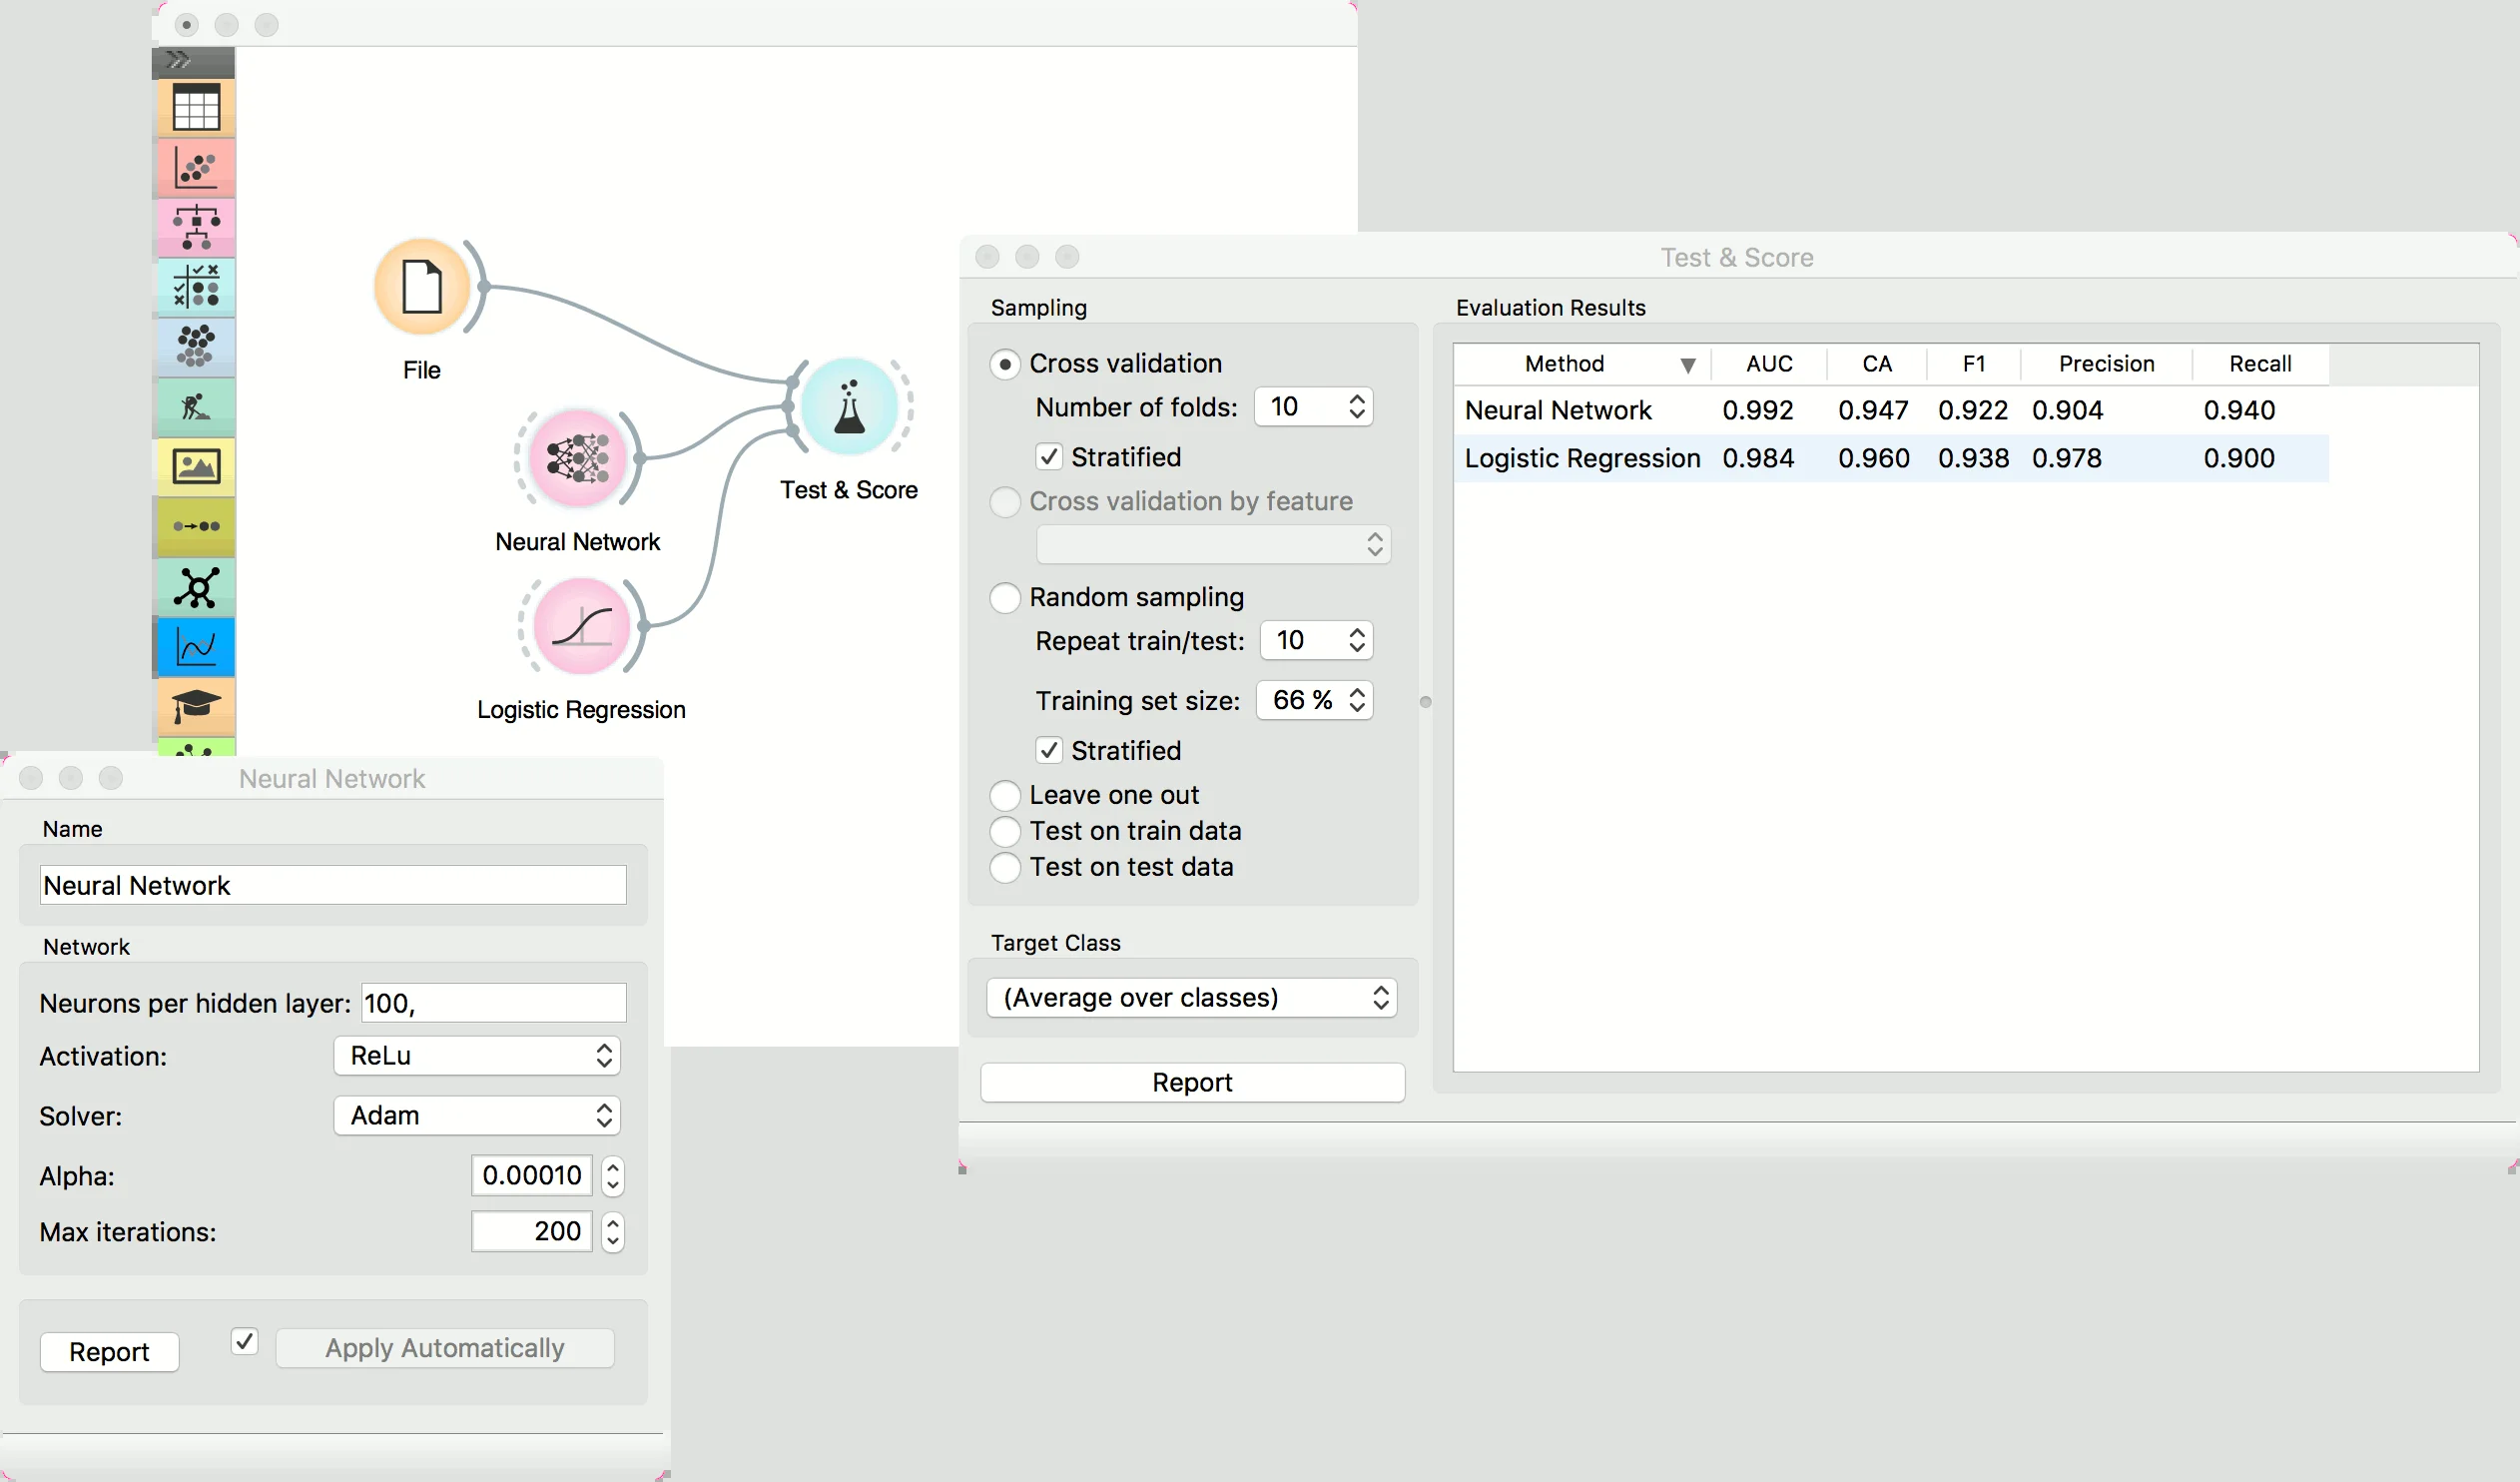 File
Neural Network
Test & Score
Logistic Regression
Test & Score
Sampling
Cross validation
Number of folds: 10
Stratified
Cross validation by feature
Random sampling
Repeat train/test: 10
Training set size: 66 %
Stratified
Leave one out
Test on train data
Test on test data
Target Class
(Average over classes)
Report
Evaluation Results
Method AUC CA F1 Precision Recall
Neural Network 0.992 0.947 0.922 0.904 0.940
Logistic Regression 0.984 0.960 0.938 0.978 0.900
Neural Network
Name
Neural Network
Network
Neurons per hidden layer: 100,
Activation: ReLu
Solver: Adam
Alpha: 0.00010
Max iterations: 200
Report Apply Automatically